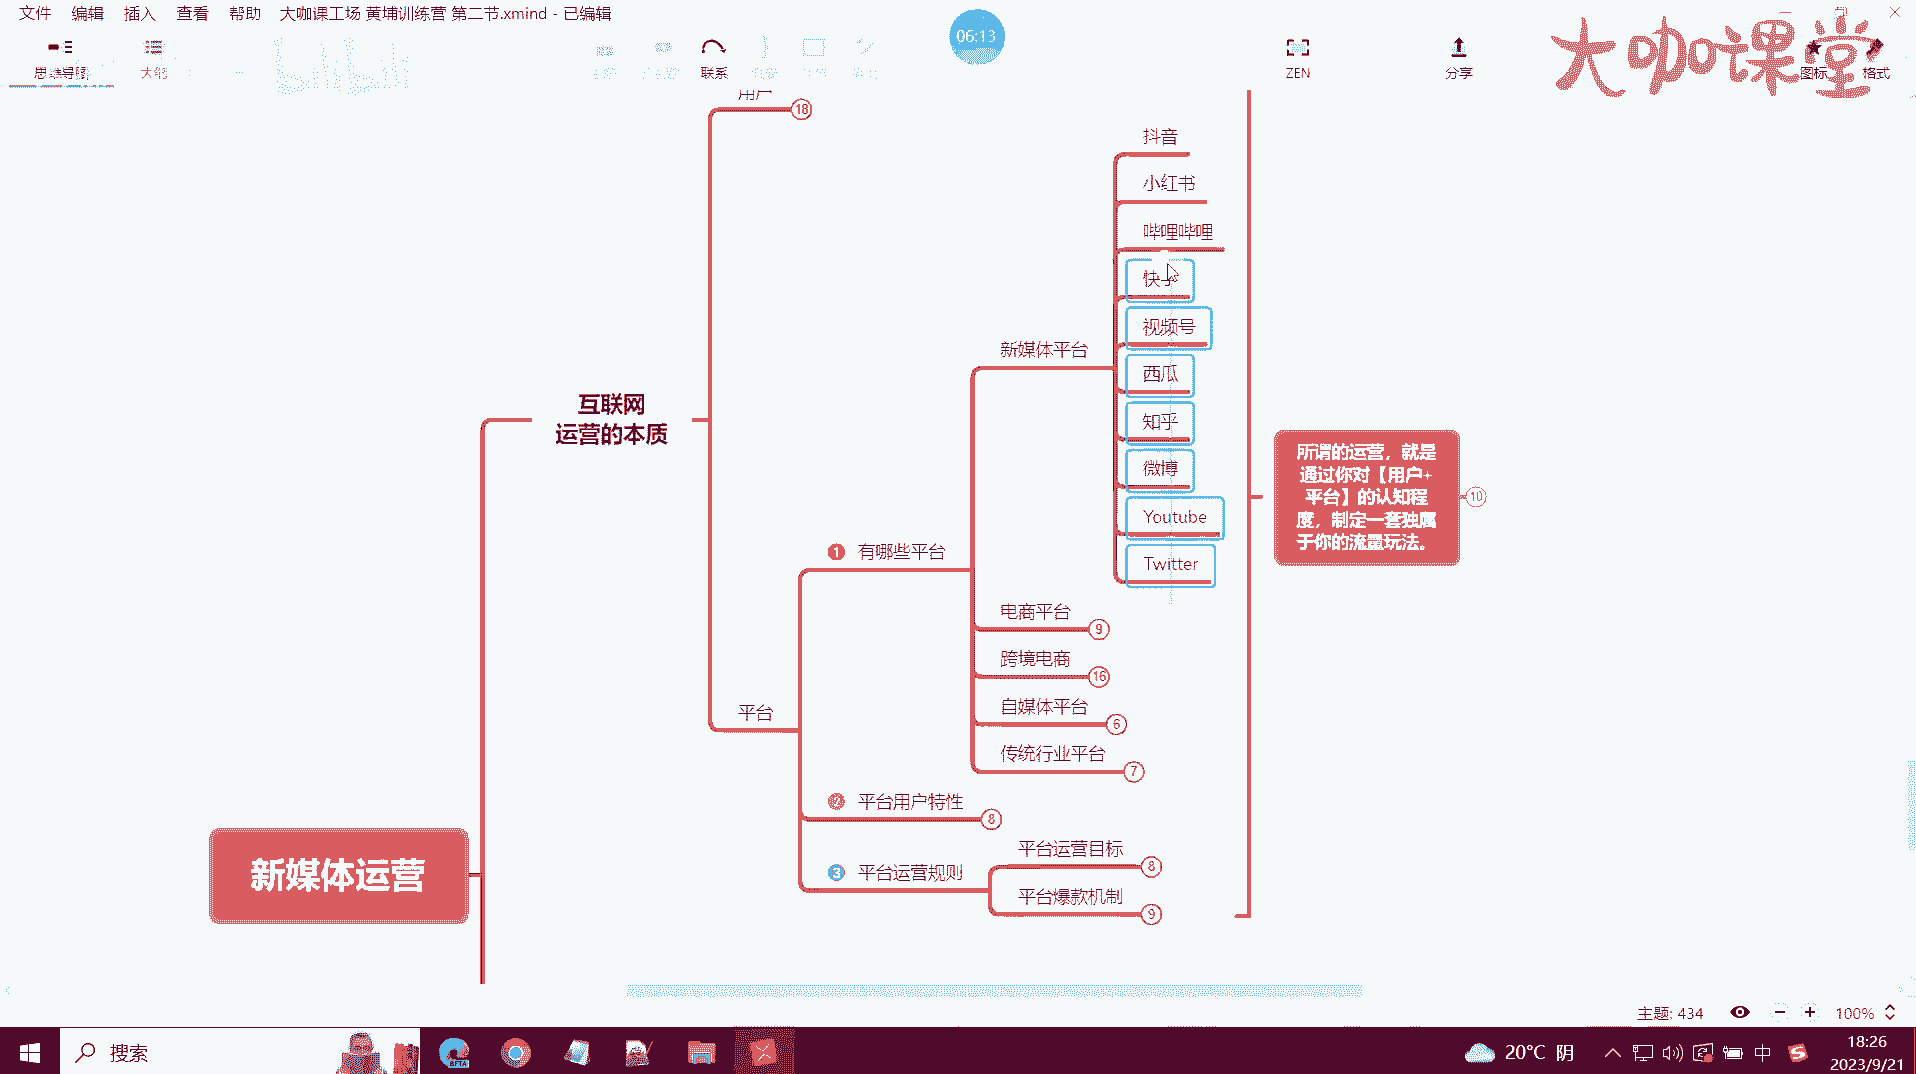 文件 编辑 插入 查看 帮助 大咖课工场 黄埔训练营 第二节.xmind - 已编辑
06:13
思维导图
大纲
联系
ZEN
分享
图标
格式
大咖课堂
用户
18
抖音
小红书
哔哩哔哩
快手
视频号
西瓜
知乎
微博
Youtube
Twitter
新媒体平台
互联网
运营的本质
所谓的运营，就是
通过你对【用户+
平台】的认知程
度，制定一套独属
于你的流量玩法。
10
1 有哪些平台
电商平台
9
跨境电商
16
自媒体平台
6
传统行业平台
7
平台
2 平台用户特性
8
3 平台运营规则
平台运营目标
8
平台爆款机制
9
新媒体运营
主题: 434
100%
搜索
BETA
20°C 阴
中
18:26
2023/9/21